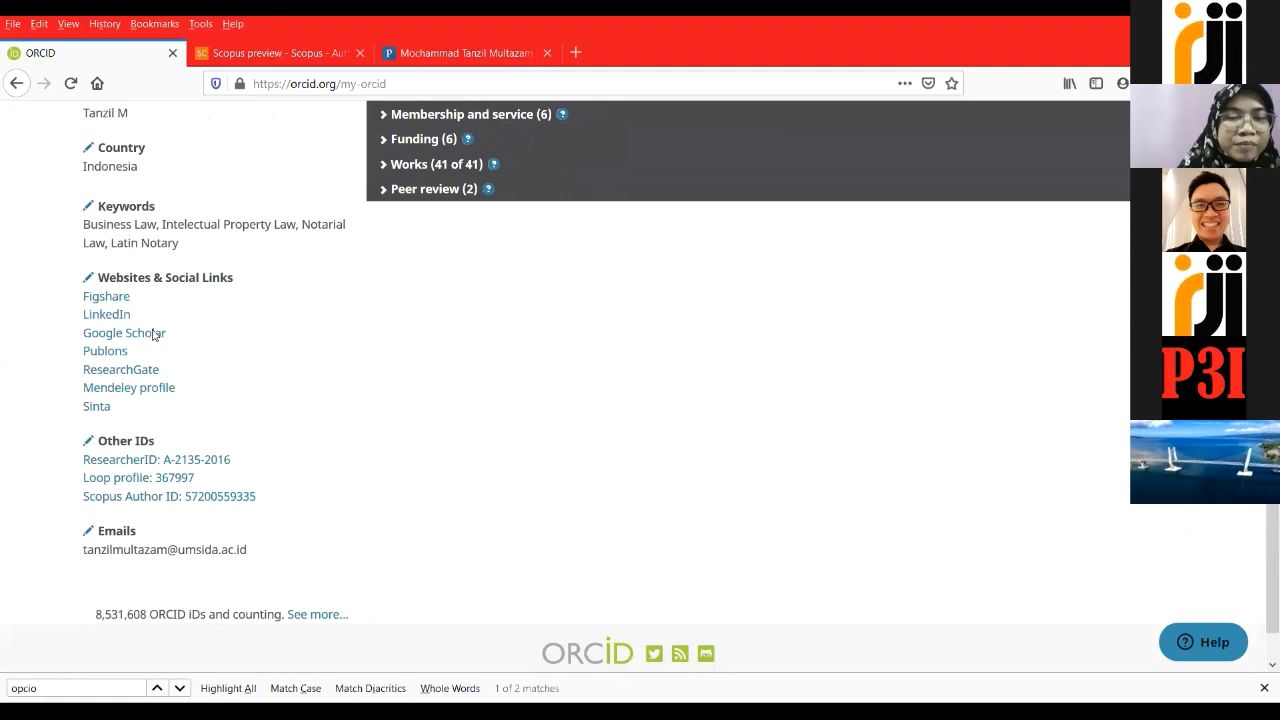 File Edit View History Bookmarks Tools Help
ORCID
Scopus preview - Scopus - Aut
Mochammad Tanzil Multazam
https://orcid.org/my-orcid
Tanzil M
Country
Indonesia
Keywords
Business Law, Intelectual Property Law, Notarial
Law, Latin Notary
Websites & Social Links
Figshare
LinkedIn
Google Scholar
Publons
ResearchGate
Mendeley profile
Sinta
Other IDs
ResearcherID: A-2135-2016
Loop profile: 367997
Scopus Author ID: 57200559335
Emails
tanzilmultazam@umsida.ac.id
8,531,608 ORCID iDs and counting. See more...
Membership and service (6) ?
Funding (6) ?
Works (41 of 41) ?
Peer review (2) ?
rji
rji
P3I
ORCID
? Help
opcio
Highlight All Match Case Match Diacritics Whole Words 1 of 2 matches